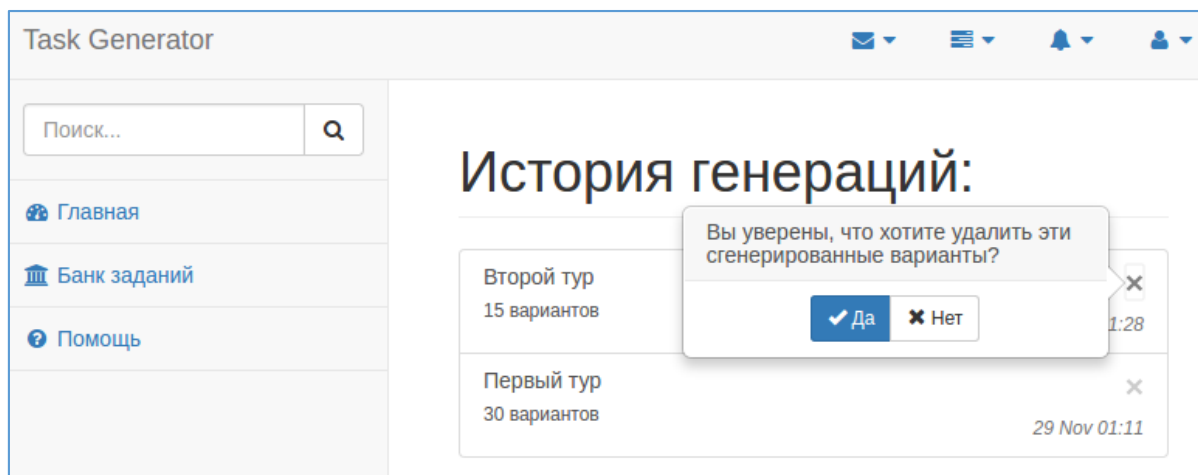 Task Generator
Поиск...
Главная
Банк заданий
Помощь
История генераций:
Вы уверены, что хотите удалить эти
сгенерированные варианты?
Да Нет
Второй тур
15 вариантов
1:28
Первый тур
30 вариантов
29 Nov 01:11